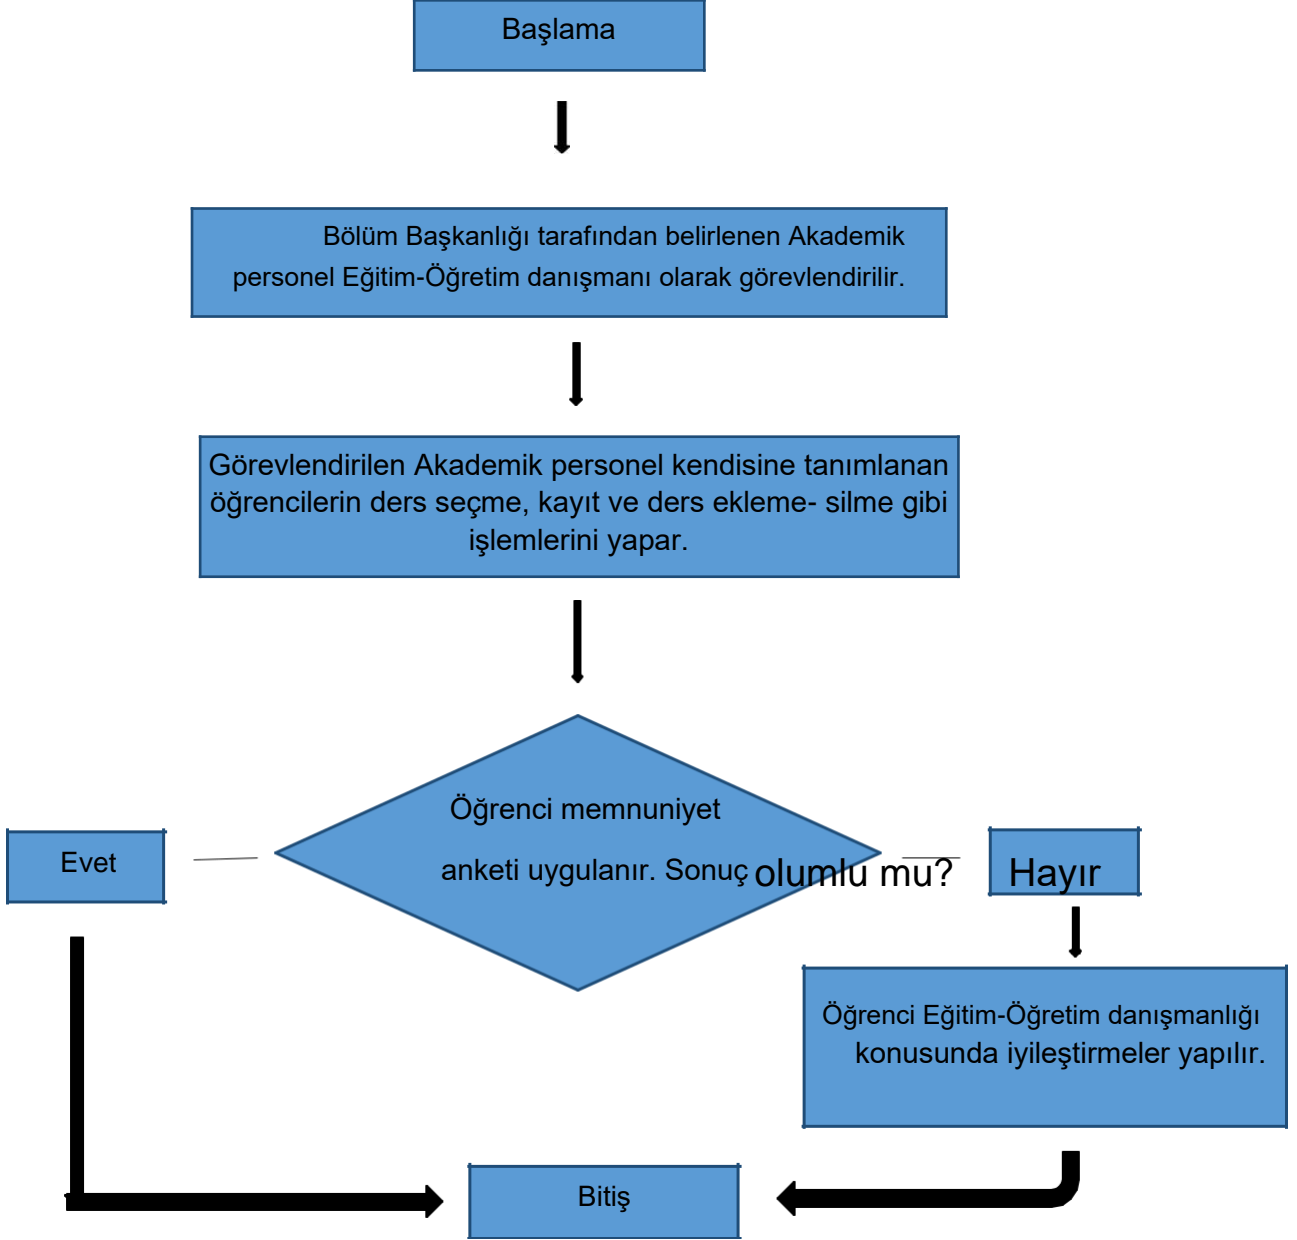 Başlama
Bölüm Başkanlığı tarafından belirlenen Akademik
personel Eğitim-Öğretim danışmanı olarak görevlendirilir.
Görevlendirilen Akademik personel kendisine tanımlanan
öğrencilerin ders seçme, kayıt ve ders ekleme- silme gibi
işlemlerini yapar.
Öğrenci memnuniyet
anketi uygulanır. Sonuç olumlu mu?
Evet
Hayır
Öğrenci Eğitim-Öğretim danışmanlığı
konusunda iyileştirmeler yapılır.
Bitiş